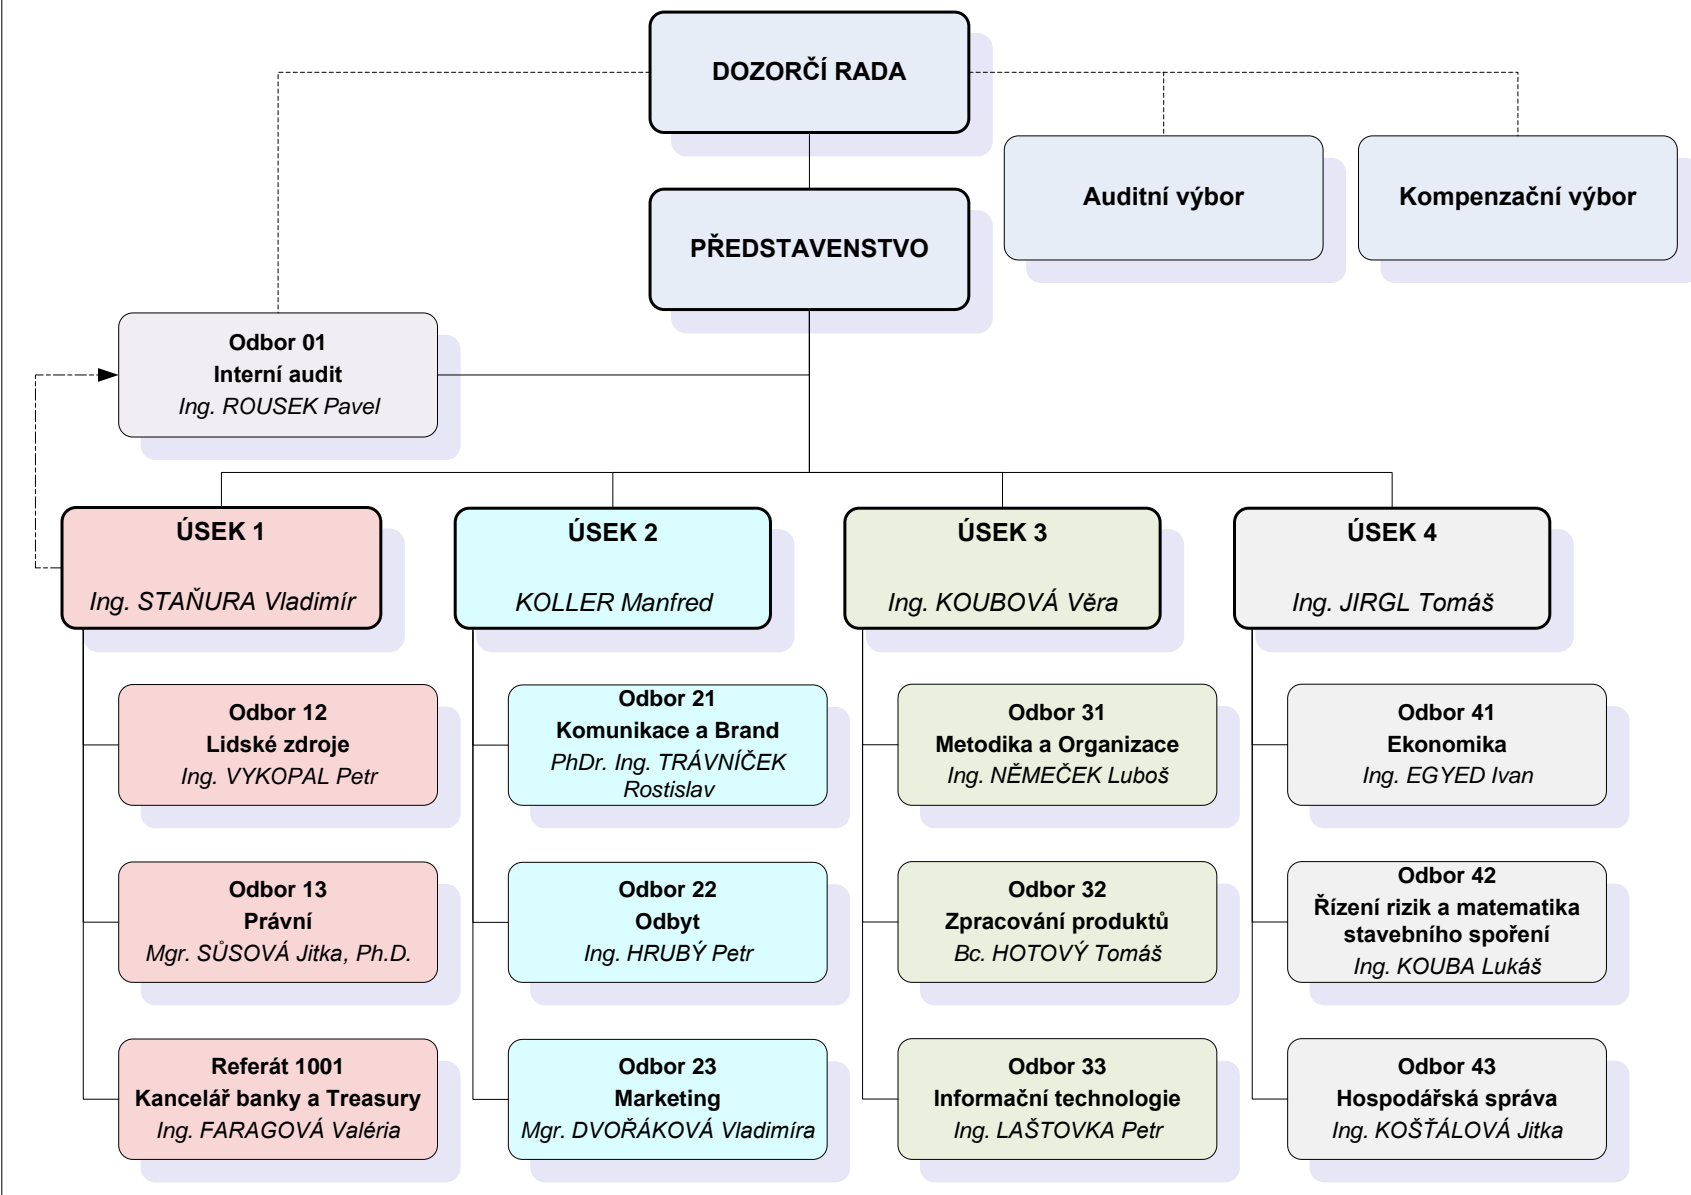 DOZORČÍ RADA
Auditní výbor
Kompenzační výbor
PŘEDSTAVENSTVO
Odbor 01
Interní audit
Ing. ROUSEK Pavel
ÚSEK 1
Ing. STAŇURA Vladimír
ÚSEK 2
KOLLER Manfred
ÚSEK 3
Ing. KOUBOVÁ Věra
ÚSEK 4
Ing. JIRGL Tomáš
Odbor 12
Lidské zdroje
Ing. VYKOPAL Petr
Odbor 21
Komunikace a Brand
PhDr. Ing. TRÁVNÍČEK
Rostislav
Odbor 31
Metodika a Organizace
Ing. NĚMEČEK Luboš
Odbor 41
Ekonomika
Ing. EGYED Ivan
Odbor 13
Právní
Mgr. SŮSOVÁ Jitka, Ph.D.
Odbor 22
Odbyt
Ing. HRUBÝ Petr
Odbor 32
Zpracování produktů
Bc. HOTOVÝ Tomáš
Odbor 42
Řízení rizik a matematika
stavebního spoření
Ing. KOUBA Lukáš
Referát 1001
Kancelář banky a Treasury
Ing. FARAGOVÁ Valéria
Odbor 23
Marketing
Mgr. DVOŘÁKOVÁ Vladimíra
Odbor 33
Informační technologie
Ing. LAŠTOVKA Petr
Odbor 43
Hospodářská správa
Ing. KOŠŤÁLOVÁ Jitka